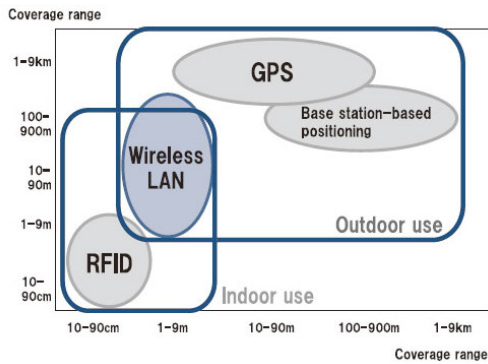 Coverage range
1-9km
GPS
Base station-based
positioning
100-
900m
Wireless
LAN
10-
90m
1-9m
Outdoor use
RFID
10-
90cm
Indoor use
10-90cm 1-9m 10-90m 100-900m 1-9km
Coverage range